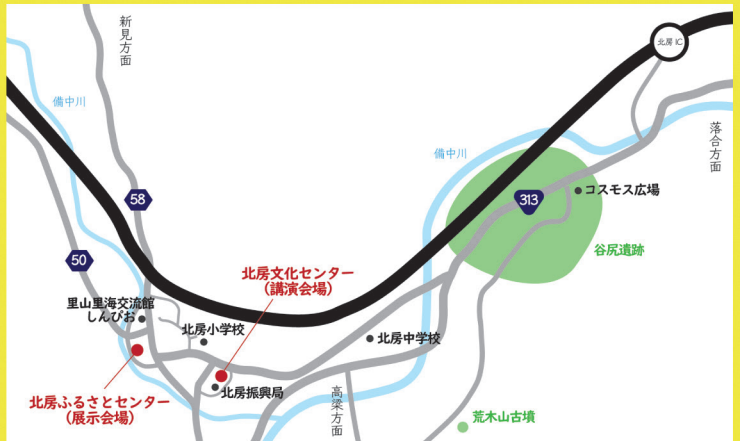 新見方面
北房IC
備中川
備中川
落合方面
58
コスモス広場
313
谷尻遺跡
50
北房文化センター
(講演会場)
里山里海交流館
しんぴお
北房小学校
北房中学校
北房ふるさとセンター
(展示会場)
北房振興局
高梁方面
荒木山古墳